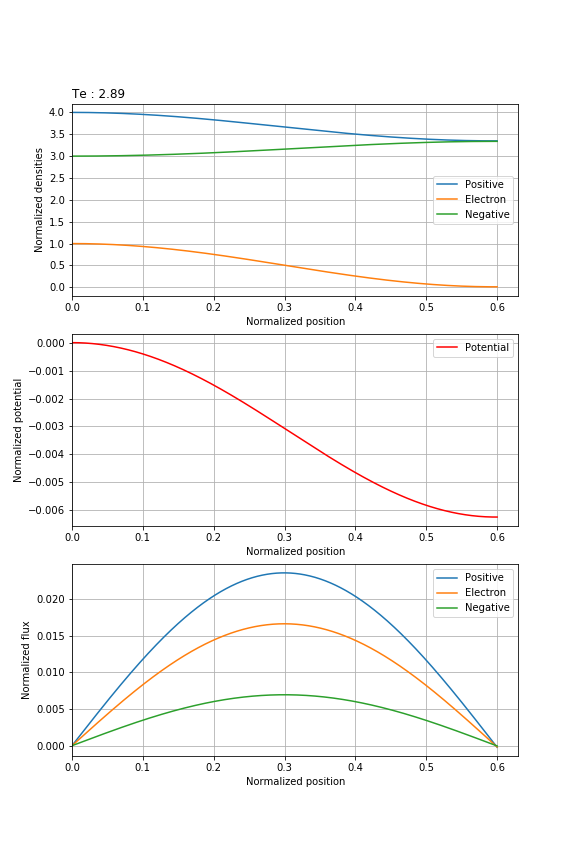 Te : 2.89
Normalized densities
4.0
3.5
3.0
2.5
2.0
1.5
1.0
0.5
0.0
Positive
Electron
Negative
0.0 0.1 0.2 0.3 0.4 0.5 0.6
Normalized position
Normalized potential
0.000
−0.001
−0.002
−0.003
−0.004
−0.005
−0.006
Potential
0.0 0.1 0.2 0.3 0.4 0.5 0.6
Normalized position
Normalized flux
0.020
0.015
0.010
0.005
0.000
Positive
Electron
Negative
0.0 0.1 0.2 0.3 0.4 0.5 0.6
Normalized position